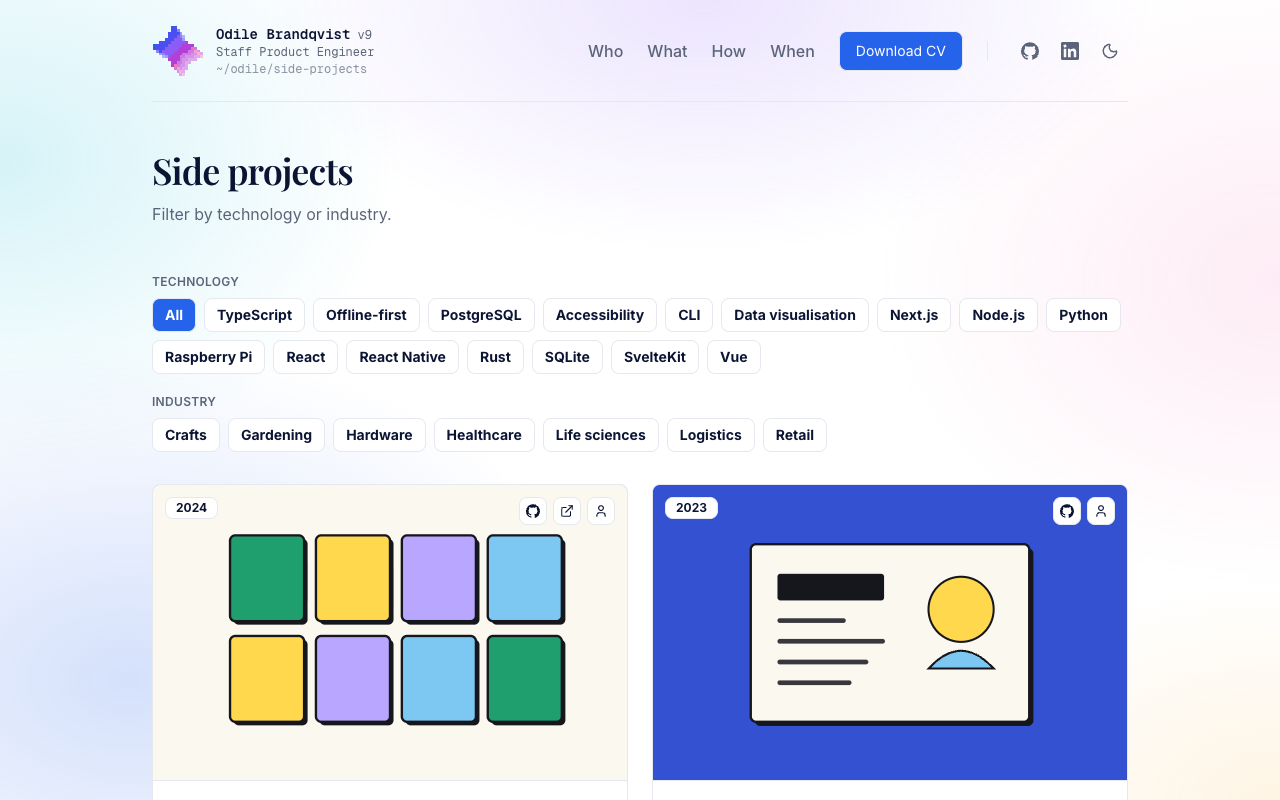 Odile Brandqvist v9
Staff Product Engineer
~/odile/side-projects
Who What How When Download CV
Side projects
Filter by technology or industry.
TECHNOLOGY
All TypeScript Offline-first PostgreSQL Accessibility CLI Data visualisation Next.js Node.js Python
Raspberry Pi React React Native Rust SQLite SvelteKit Vue
INDUSTRY
Crafts Gardening Hardware Healthcare Life sciences Logistics Retail
2024
2023